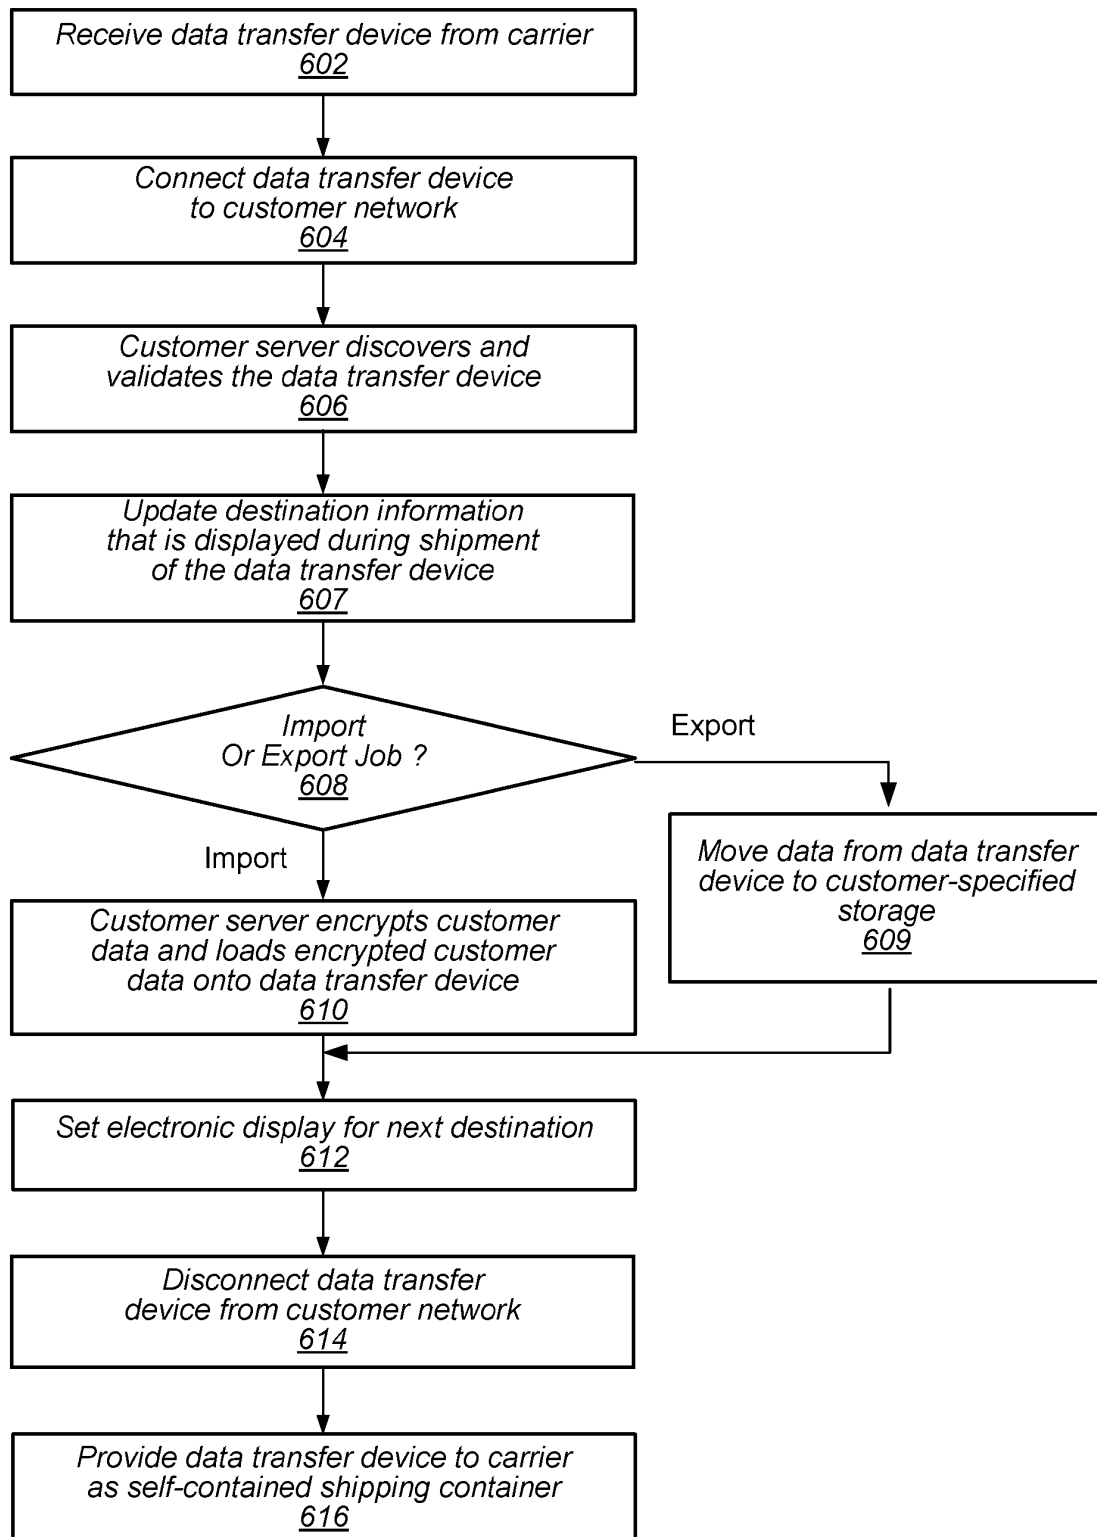 Receive data transfer device from carrier
602
Connect data transfer device
to customer network
604
Customer server discovers and
validates the data transfer device
606
Update destination information
that is displayed during shipment
of the data transfer device
607
Import
Or Export Job ?
608
Export
Import
Move data from data transfer
device to customer-specified
storage
609
Customer server encrypts customer
data and loads encrypted customer
data onto data transfer device
610
Set electronic display for next destination
612
Disconnect data transfer
device from customer network
614
Provide data transfer device to carrier
as self-contained shipping container
616